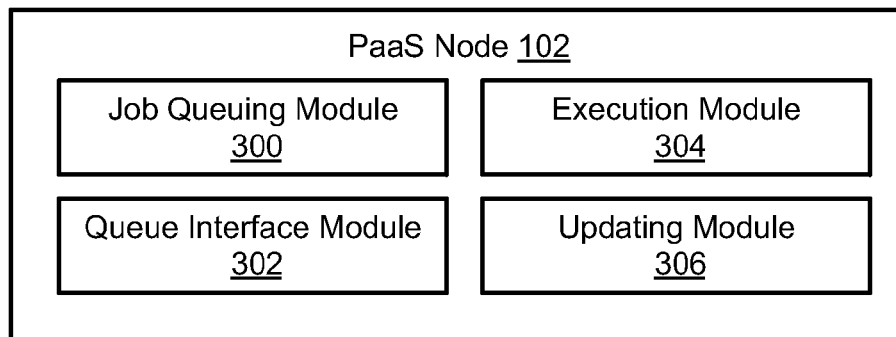 PaaS Node 102
Job Queuing Module
300
Execution Module
304
Queue Interface Module
302
Updating Module
306